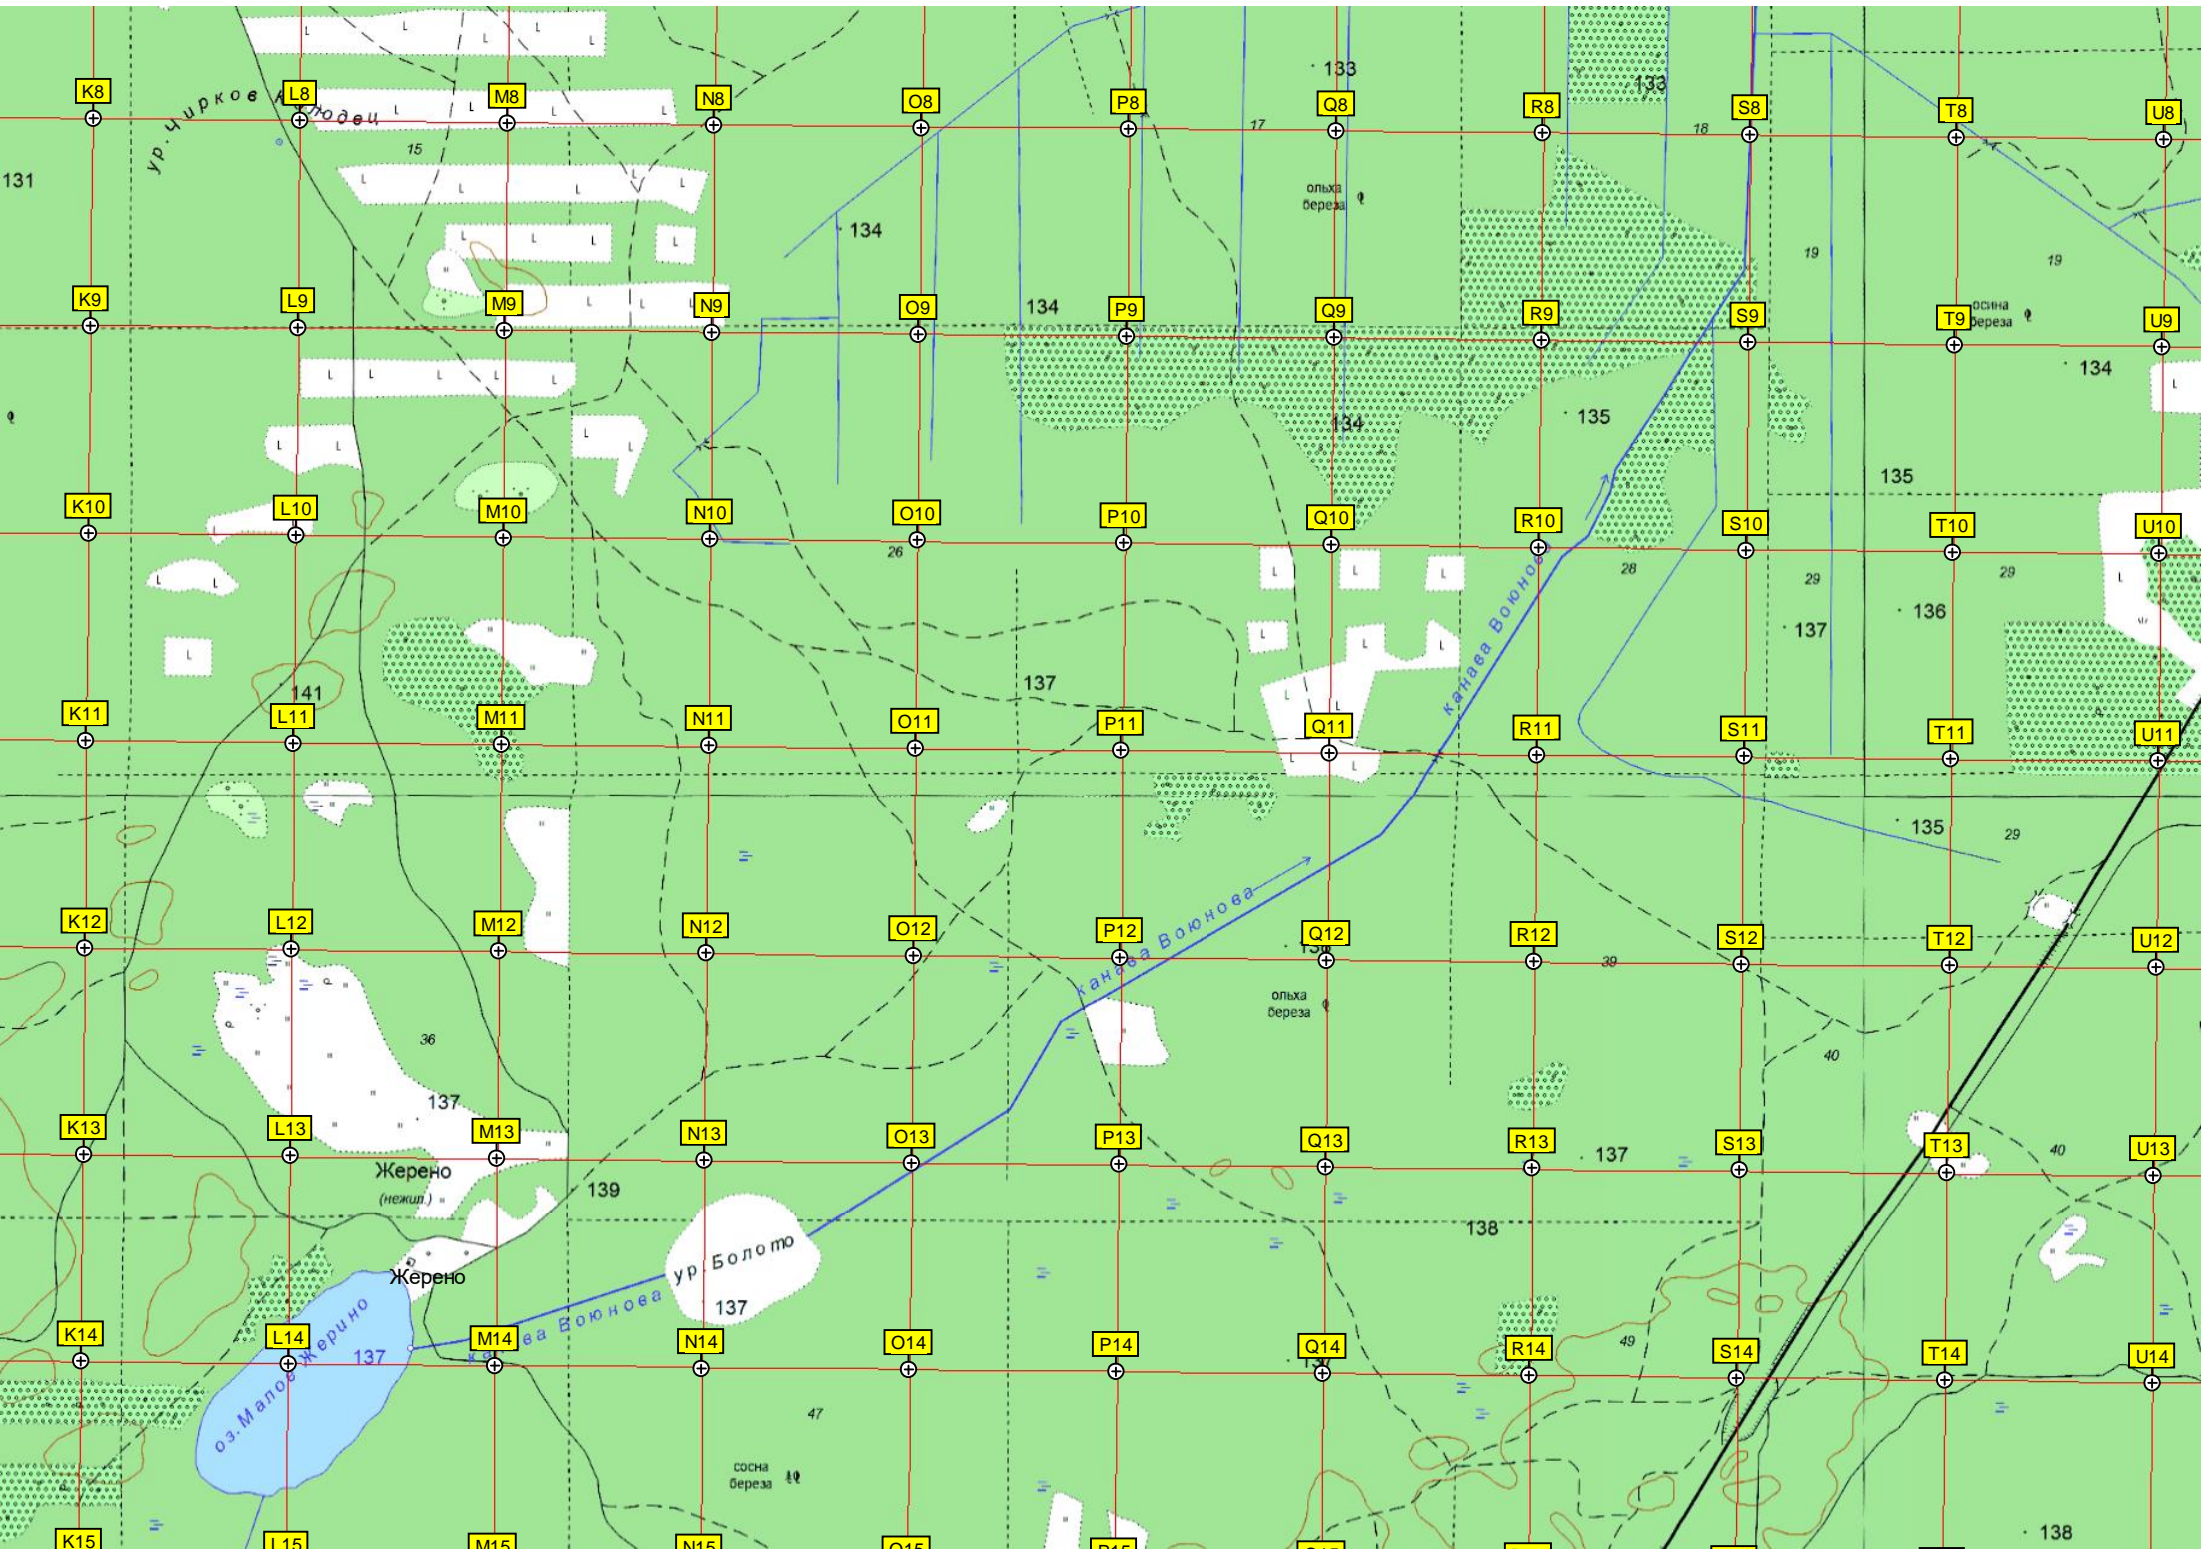 133
133
K8
L8
M8
N8
O8
P8
Q8
R8
S8
T8
U8
ур. Чирков
17
18
15
131
ольха
береза
134
19
19
K9
L9
M9
N9
O9
P9
Q9
R9
S9
T9
U9
134
осина
береза
134
135
134
135
K10
L10
M10
N10
O10
P10
Q10
R10
S10
T10
U10
26
28
29
29
канава Воюнова
136
137
137
141
K11
L11
M11
N11
O11
P11
Q11
R11
S11
T11
U11
135
29
K12
L12
M12
N12
O12
P12
Q12
R12
S12
T12
U12
канава Воюнова
39
ольха
береза
36
40
137
K13
L13
M13
N13
O13
P13
Q13
R13
S13
T13
U13
137
40
Жерено
(нежил.)
139
138
ур. Болото
Жерено
137
канава Воюнова
K14
L14
M14
N14
O14
P14
Q14
R14
S14
T14
U14
49
137
оз. Малое Жерино
47
сосна
береза
138
K15
L15
M15
N15
O15
P15